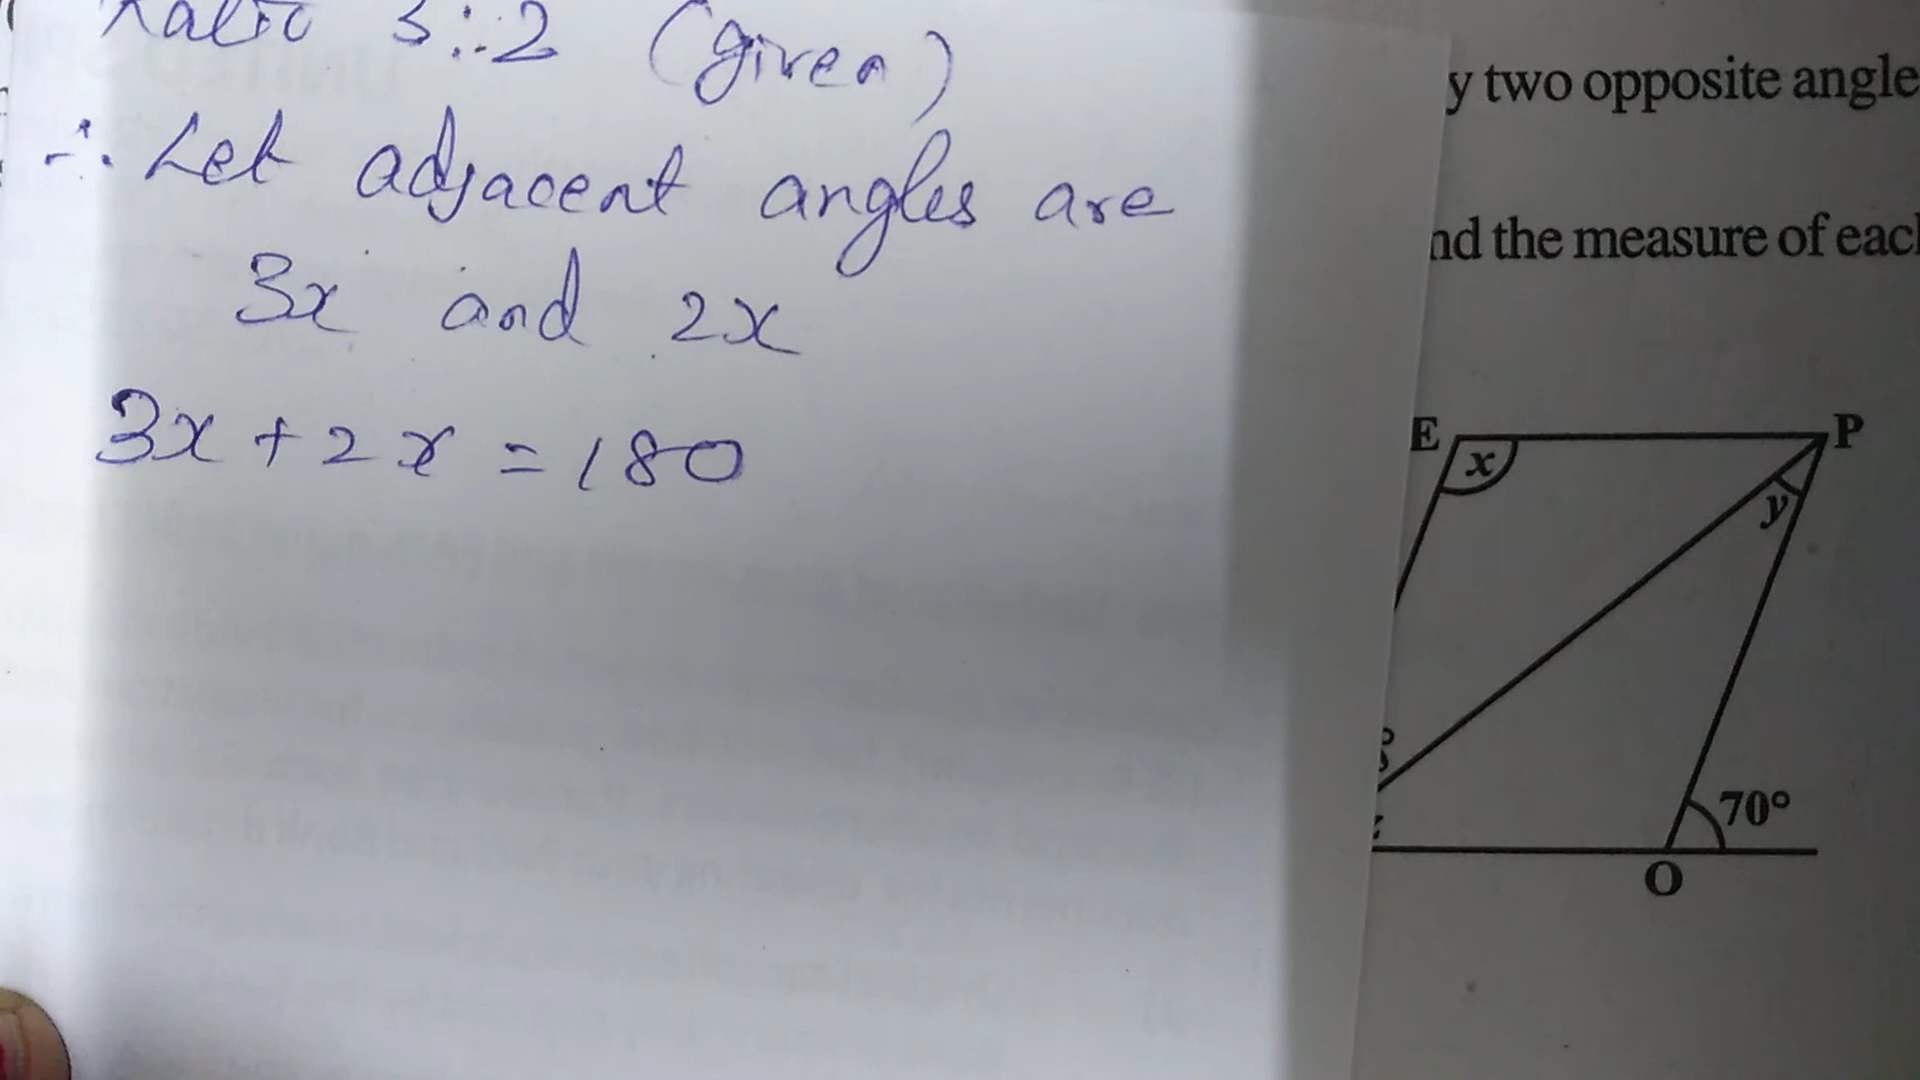 Ratio 3:2 (given)
∴ Let adjacent angles are
3x and 2x
3x + 2x = 180
y two opposite angle
nd the measure of each
E
x
P
y
70°
O